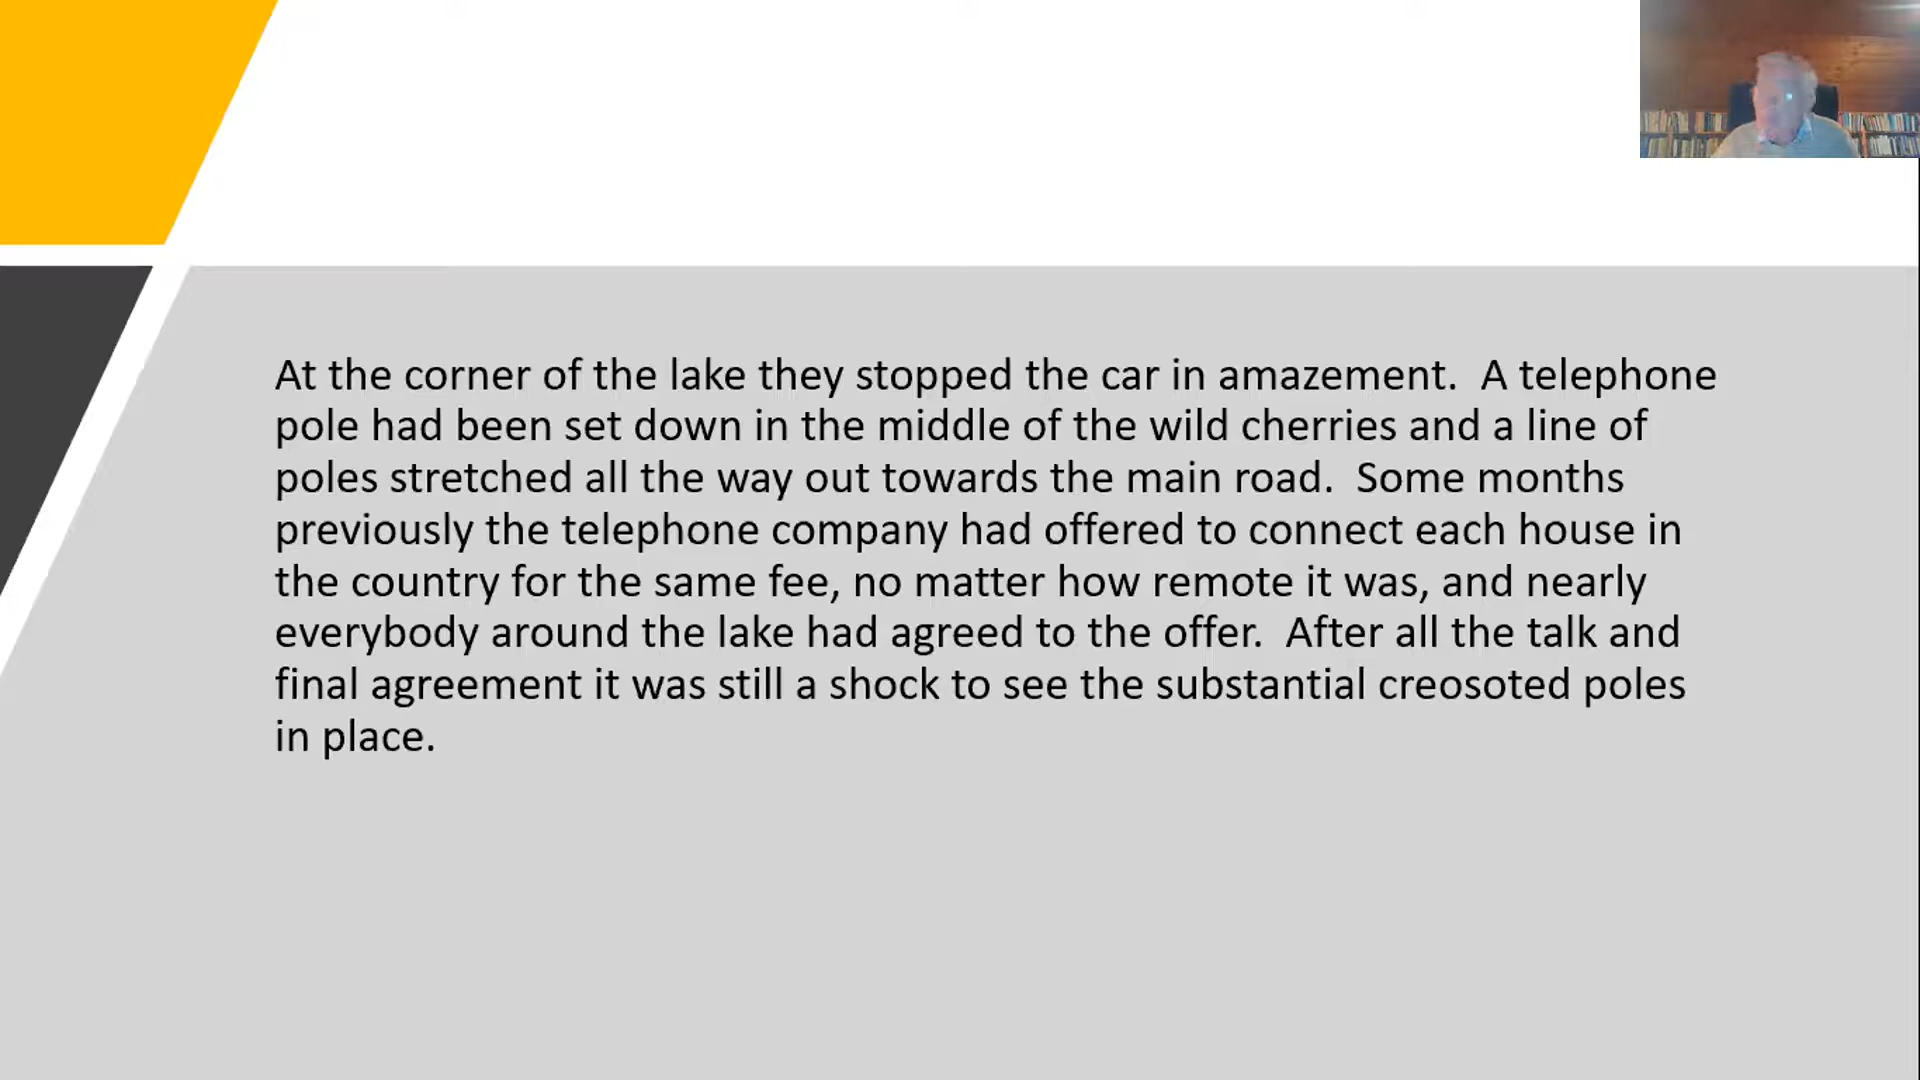 At the corner of the lake they stopped the car in amazement.  A telephone
pole had been set down in the middle of the wild cherries and a line of
poles stretched all the way out towards the main road.  Some months
previously the telephone company had offered to connect each house in
the country for the same fee, no matter how remote it was, and nearly
everybody around the lake had agreed to the offer.  After all the talk and
final agreement it was still a shock to see the substantial creosoted poles
in place.